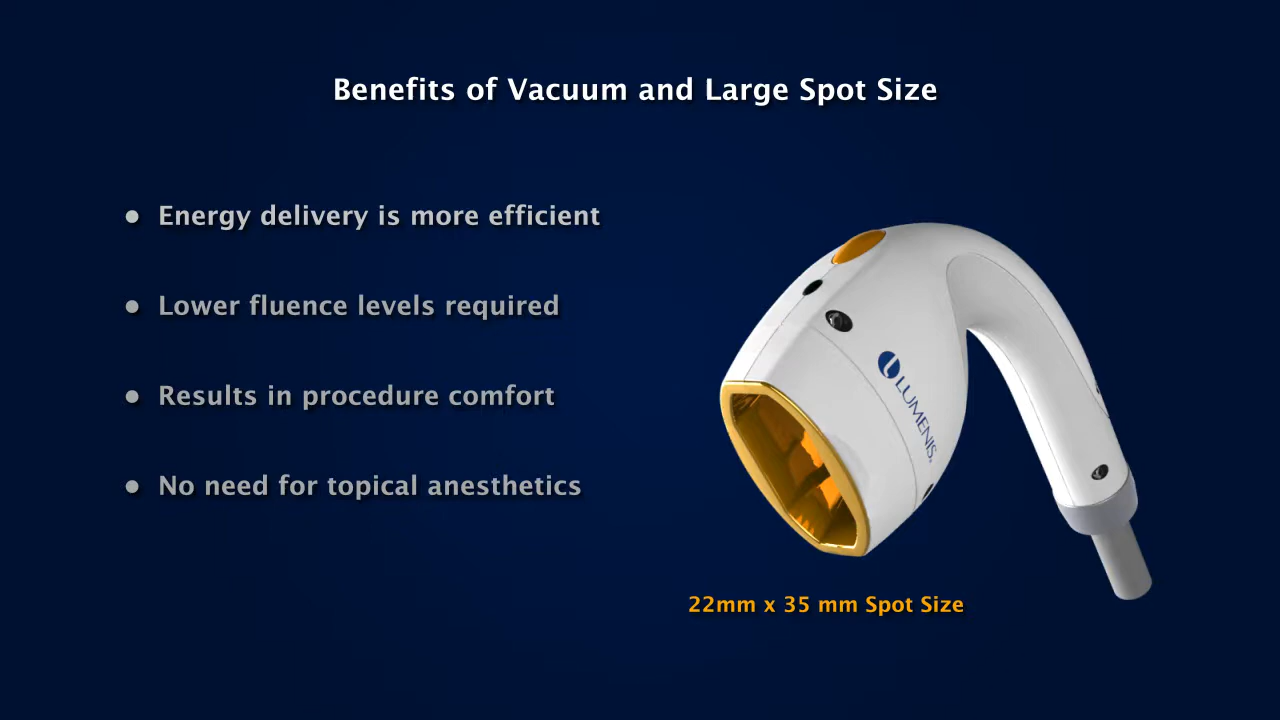 Benefits of Vacuum and Large Spot Size
• Energy delivery is more efficient
• Lower fluence levels required
• Results in procedure comfort
• No need for topical anesthetics
LUMENIS®
22mm x 35 mm Spot Size